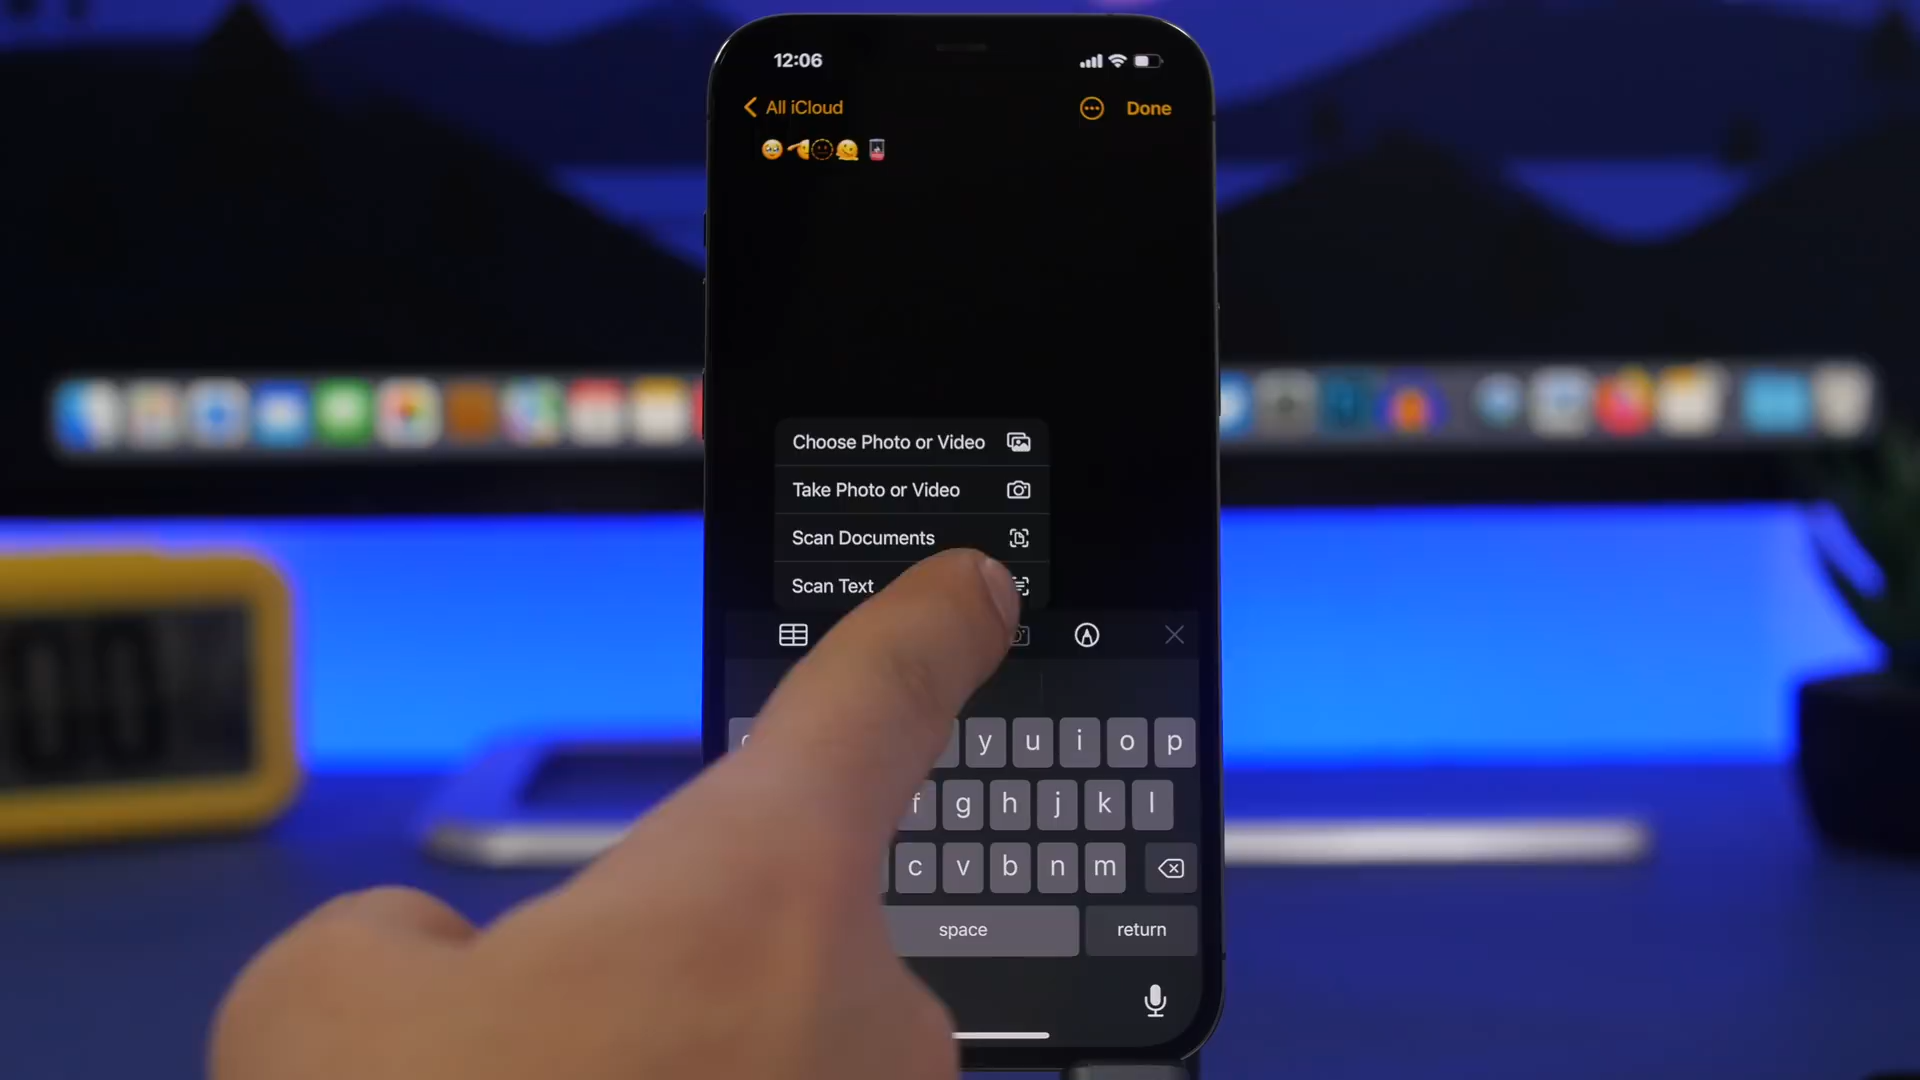 12:06
All iCloud
Done
Choose Photo or Video
Take Photo or Video
Scan Documents
Scan Text
y u i o p
f g h j k l
c v b n m
space
return